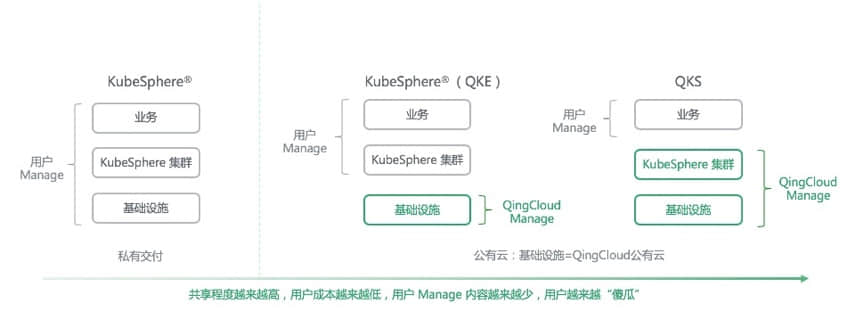 KubeSphere®
业务
KubeSphere 集群
基础设施
用户
Manage
私有交付
KubeSphere®（QKE）
业务
KubeSphere 集群
基础设施
用户
Manage
QingCloud
Manage
QKS
业务
KubeSphere 集群
基础设施
用户
Manage
QingCloud
Manage
公有云：基础设施=QingCloud公有云
共享程度越来越高，用户成本越来越低，用户 Manage 内容越来越少，用户越来越“傻瓜”